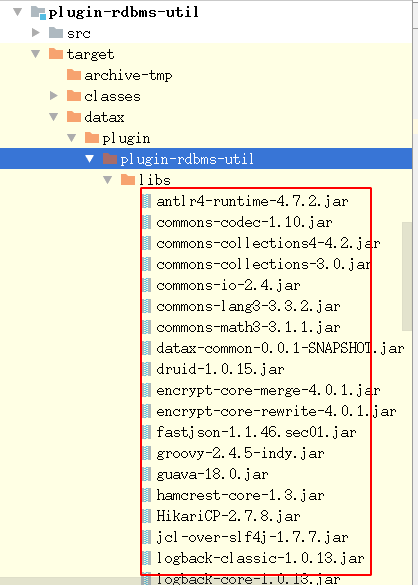 plugin-rdbms-util
src
target
archive-tmp
classes
datax
plugin
plugin-rdbms-util
libs
antlr4-runtime-4.7.2.jar
commons-codec-1.10.jar
commons-collections4-4.2.jar
commons-collections-3.0.jar
commons-io-2.4.jar
commons-lang3-3.3.2.jar
commons-math3-3.1.1.jar
datax-common-0.0.1-SNAPSHOT.jar
druid-1.0.15.jar
encrypt-core-merge-4.0.1.jar
encrypt-core-rewrite-4.0.1.jar
fastjson-1.1.46.sec01.jar
groovy-2.4.5-indy.jar
guava-18.0.jar
hamcrest-core-1.3.jar
HikariCP-2.7.8.jar
jcl-over-slf4j-1.7.7.jar
logback-classic-1.0.13.jar
logback-core-1.0.13.jar